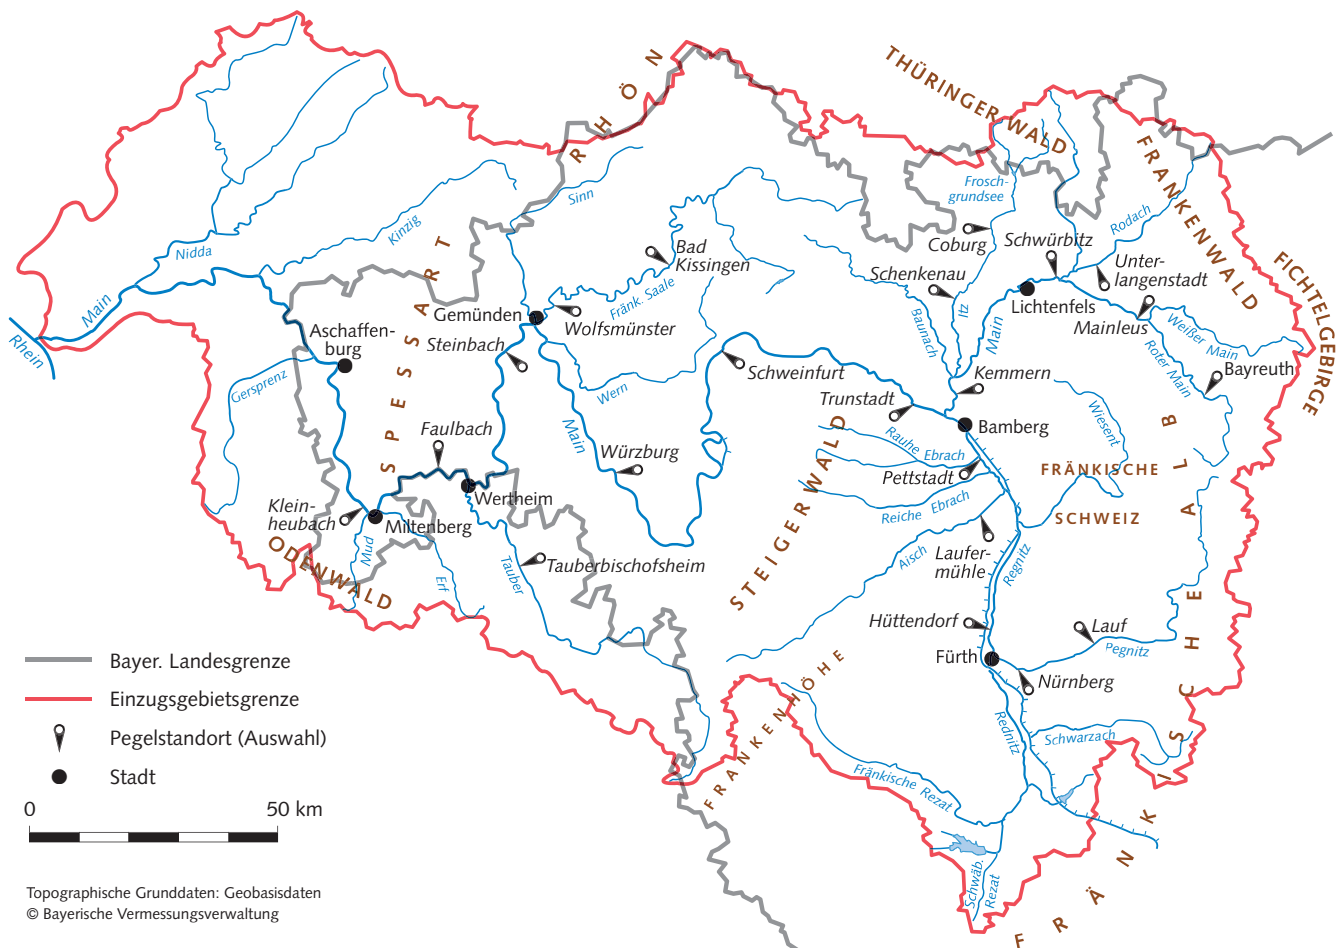 THÜRINGER WALD
RHÖN
FRANKENWALD
FICHTELGEBIRGE
Frosch-
grundsee
Sinn
Kinzig
Nidda
Rodach
Coburg
Schwürbitz
Bad
Kissingen
Unter-
langenstadt
Schenkenau
SPESSART
Fränk. Saale
Itz
Lichtenfels
Main
Gemünden
Wolfsmünster
Baunach
Main
Mainleus
Weißer Main
Rhein
Aschaffen-
burg
Steinbach
Roter Main
Bayreuth
Gersprenz
Wern
Schweinfurt
Kemmern
Trunstadt
Wiesent
Faulbach
Main
Bamberg
Rauhe Ebrach
Würzburg
FRÄNKISCHE
SCHWEIZ
Pettstadt
Wertheim
Klein-
heubach
Miltenberg
Reiche Ebrach
STEIGERWALD
ODENWALD
Mud
Erf
Tauber
Tauberbischofsheim
Aisch
Laufer-
mühle
Regnitz
Hüttendorf
Lauf
Pegnitz
Fürth
Nürnberg
FRANKENHÖHE
Rednitz
Schwarzach
Fränkische Rezat
Schwäb.
Rezat
FRÄNKISCHE ALB
Bayer. Landesgrenze
Einzugsgebietsgrenze
Pegelstandort (Auswahl)
Stadt
0 50 km
Topographische Grunddaten: Geobasisdaten
© Bayerische Vermessungsverwaltung